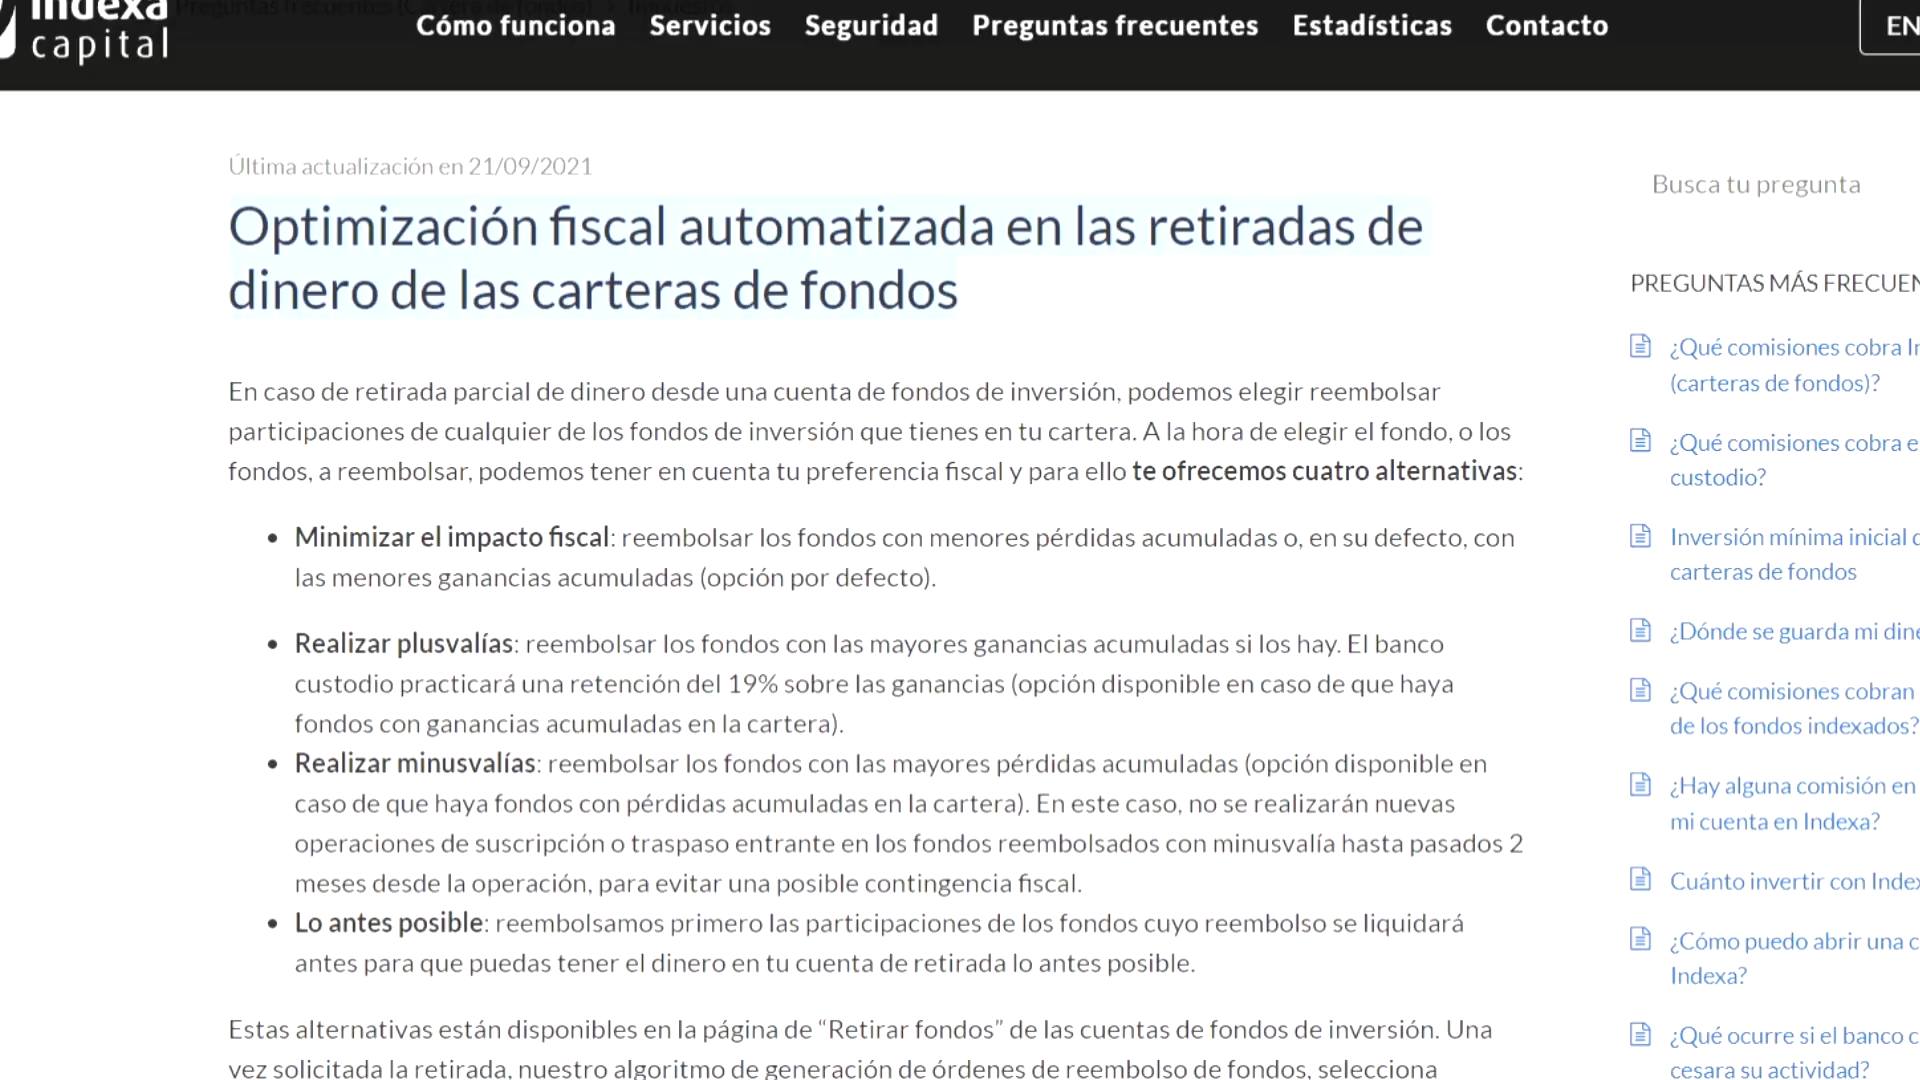 indexa
capital
Cómo funciona Servicios Seguridad Preguntas frecuentes Estadísticas Contacto EN
Última actualización en 21/09/2021
Optimización fiscal automatizada en las retiradas de
dinero de las carteras de fondos
En caso de retirada parcial de dinero desde una cuenta de fondos de inversión, podemos elegir reembolsar
participaciones de cualquier de los fondos de inversión que tienes en tu cartera. A la hora de elegir el fondo, o los
fondos, a reembolsar, podemos tener en cuenta tu preferencia fiscal y para ello te ofrecemos cuatro alternativas:
• Minimizar el impacto fiscal: reembolsar los fondos con menores pérdidas acumuladas o, en su defecto, con
las menores ganancias acumuladas (opción por defecto).
• Realizar plusvalías: reembolsar los fondos con las mayores ganancias acumuladas si los hay. El banco
custodio practicará una retención del 19% sobre las ganancias (opción disponible en caso de que haya
fondos con ganancias acumuladas en la cartera).
• Realizar minusvalías: reembolsar los fondos con las mayores pérdidas acumuladas (opción disponible en
caso de que haya fondos con pérdidas acumuladas en la cartera). En este caso, no se realizarán nuevas
operaciones de suscripción o traspaso entrante en los fondos reembolsados con minusvalía hasta pasados 2
meses desde la operación, para evitar una posible contingencia fiscal.
• Lo antes posible: reembolsamos primero las participaciones de los fondos cuyo reembolso se liquidará
antes para que puedas tener el dinero en tu cuenta de retirada lo antes posible.
Estas alternativas están disponibles en la página de “Retirar fondos” de las cuentas de fondos de inversión. Una
vez solicitada la retirada, nuestro algoritmo de generación de órdenes de reembolso de fondos, selecciona
Busca tu pregunta
PREGUNTAS MÁS FRECUEN
¿Qué comisiones cobra In
(carteras de fondos)?
¿Qué comisiones cobra e
custodio?
Inversión mínima inicial
carteras de fondos
¿Dónde se guarda mi dine
¿Qué comisiones cobran
de los fondos indexados?
¿Hay alguna comisión en
mi cuenta en Indexa?
Cuánto invertir con Index
¿Cómo puedo abrir una c
Indexa?
¿Qué ocurre si el banco c
cesara su actividad?